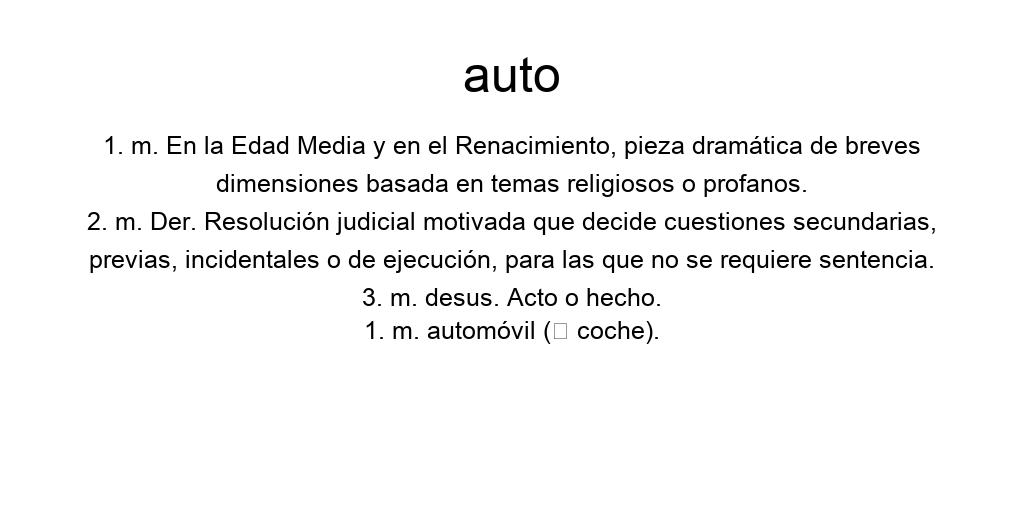 auto
1. m. En la Edad Media y en el Renacimiento, pieza dramática de breves
dimensiones basada en temas religiosos o profanos.
2. m. Der. Resolución judicial motivada que decide cuestiones secundarias,
previas, incidentales o de ejecución, para las que no se requiere sentencia.
3. m. desus. Acto o hecho.
1. m. automóvil (□ coche).